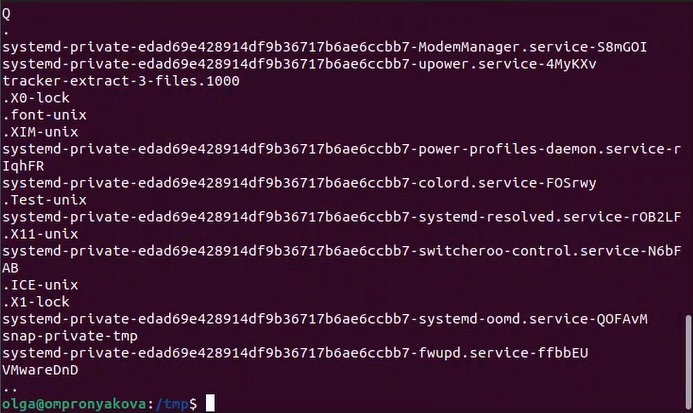 Q
.
systemd-private-edad69e428914df9b36717b6ae6ccbb7-ModemManager.service-S8mGOI
systemd-private-edad69e428914df9b36717b6ae6ccbb7-upower.service-4MyKXv
tracker-extract-3-files.1000
.X0-lock
.font-unix
.XIM-unix
systemd-private-edad69e428914df9b36717b6ae6ccbb7-power-profiles-daemon.service-r
IqhFR
systemd-private-edad69e428914df9b36717b6ae6ccbb7-colord.service-FOSrwy
.Test-unix
systemd-private-edad69e428914df9b36717b6ae6ccbb7-systemd-resolved.service-rOB2LF
.X11-unix
systemd-private-edad69e428914df9b36717b6ae6ccbb7-switcheroo-control.service-N6bF
AB
.ICE-unix
.X1-lock
systemd-private-edad69e428914df9b36717b6ae6ccbb7-systemd-oomd.service-QOFAvM
snap-private-tmp
systemd-private-edad69e428914df9b36717b6ae6ccbb7-fwupd.service-ffbbEU
VMwareDnD
..
olga@ompronyakova:/tmp$